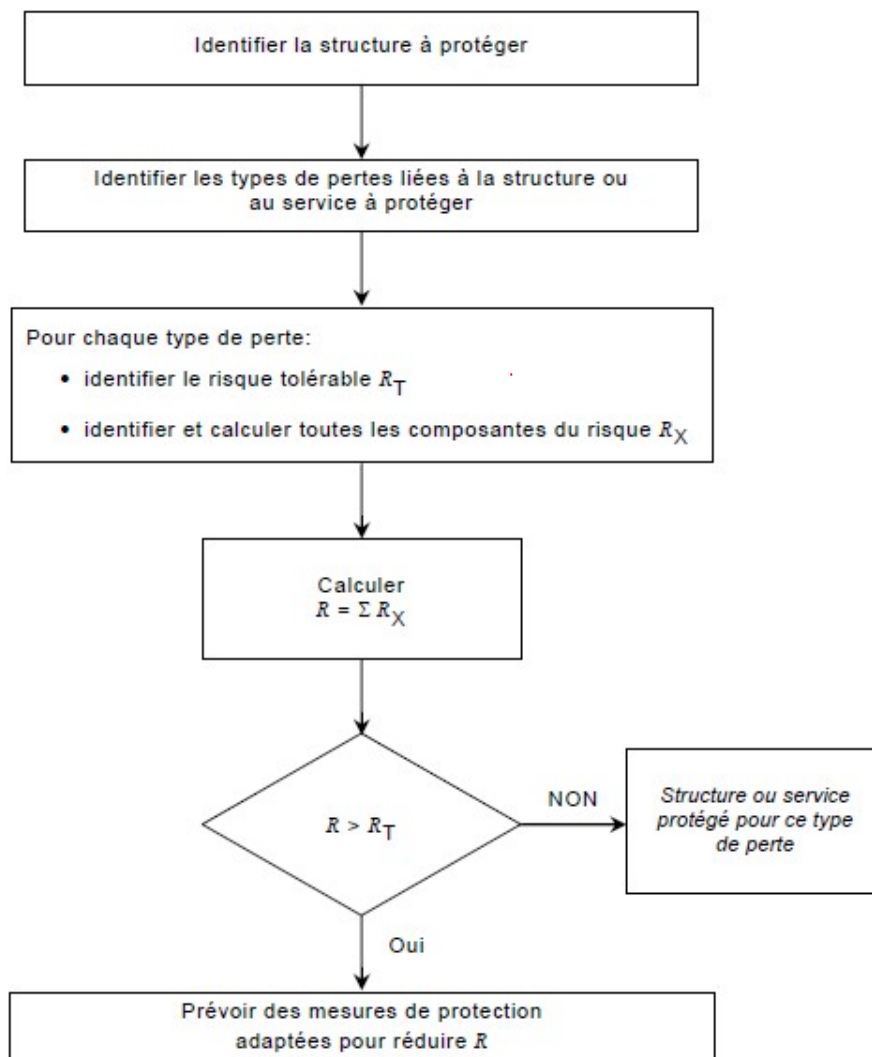 Identifier la structure à protéger
Identifier les types de pertes liées à la structure ou
au service à protéger
Pour chaque type de perte:
• identifier le risque tolérable R_T
• identifier et calculer toutes les composantes du risque R_X
Calculer
R = Σ R_X
R > R_T
NON
Structure ou service
protégé pour ce type
de perte
Oui
Prévoir des mesures de protection
adaptées pour réduire R